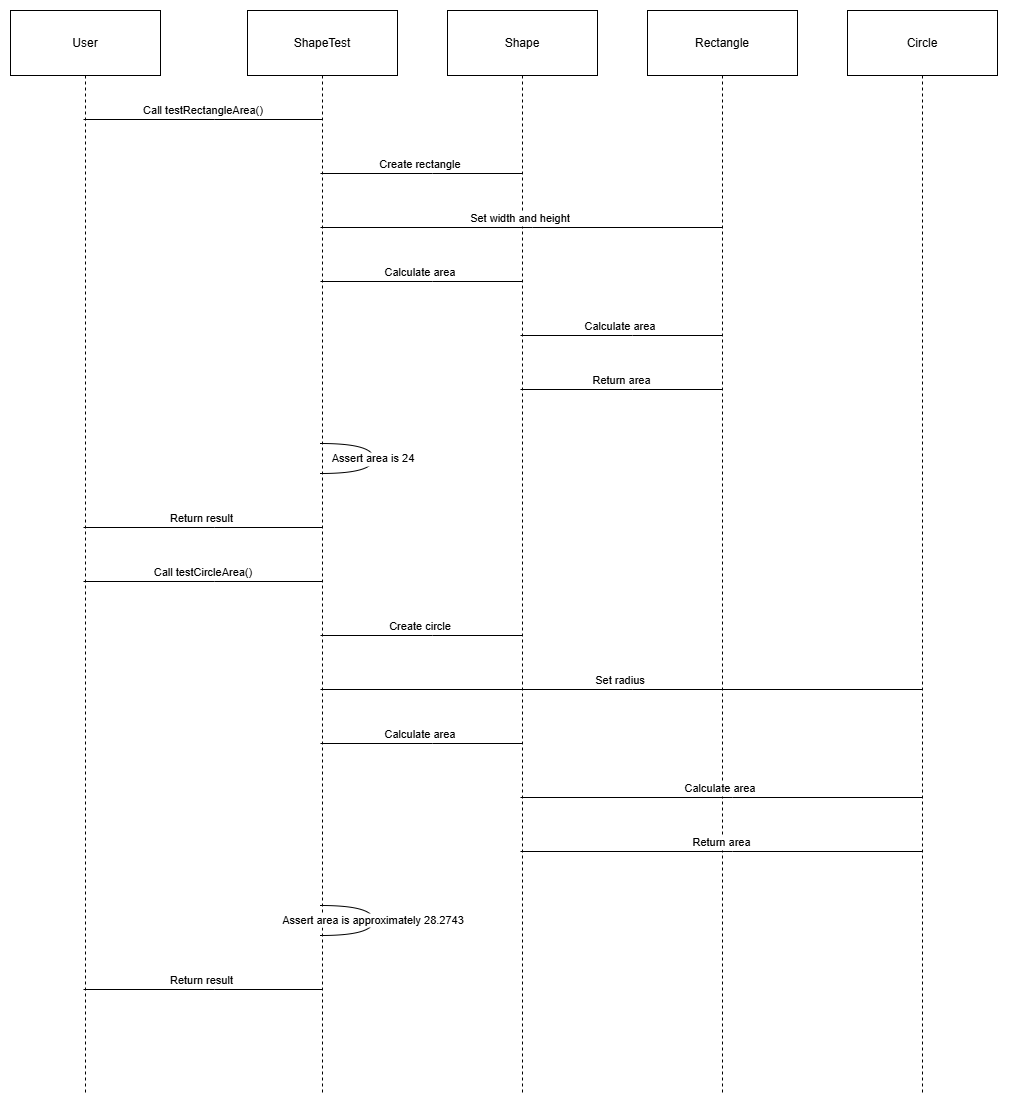 User
ShapeTest
Shape
Rectangle
Circle
Call testRectangleArea()
Create rectangle
Set width and height
Calculate area
Calculate area
Return area
Assert area is 24
Return result
Call testCircleArea()
Create circle
Set radius
Calculate area
Calculate area
Return area
Assert area is approximately 28.2743
Return result